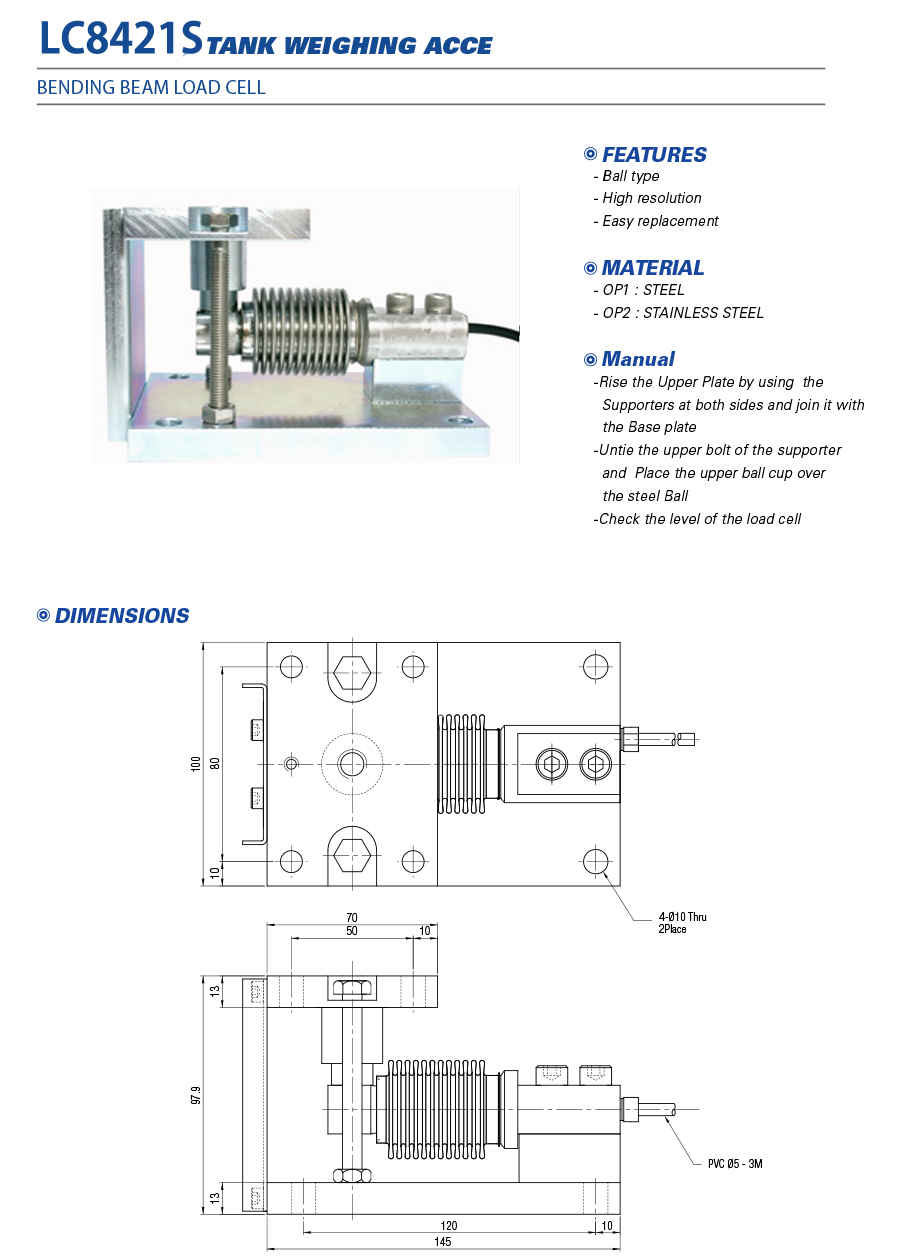 LC8421S TANK WEIGHING ACCE
BENDING BEAM LOAD CELL
FEATURES
- Ball type
- High resolution
- Easy replacement
MATERIAL
- OP1 : STEEL
- OP2 : STAINLESS STEEL
Manual
-Rise the Upper Plate by using the
Supporters at both sides and join it with
the Base plate
-Untie the upper bolt of the supporter
and Place the upper ball cup over
the steel Ball
-Check the level of the load cell
DIMENSIONS
100
80
10
4-Ø10 Thru
2Place
70
50
10
13
97.9
13
PVC Ø5 - 3M
120
10
145